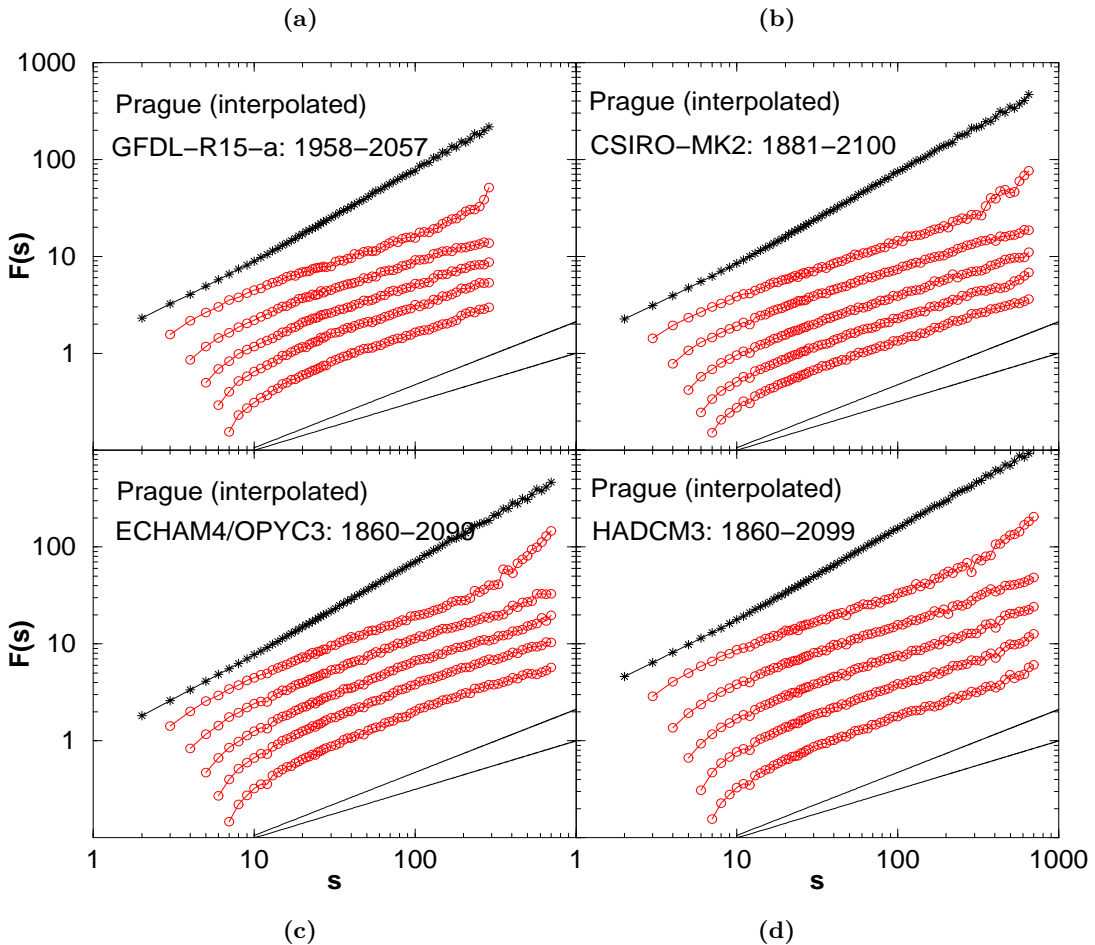 (a) (b)
1000
100
10
1
F(s)
Prague (interpolated)
GFDL−R15−a: 1958−2057
Prague (interpolated)
CSIRO−MK2: 1881−2100
100
10
1
F(s)
Prague (interpolated)
ECHAM4/OPYC3: 1860−2090
Prague (interpolated)
HADCM3: 1860−2099
1 10 100 1 10 100 1000
s s
(c) (d)